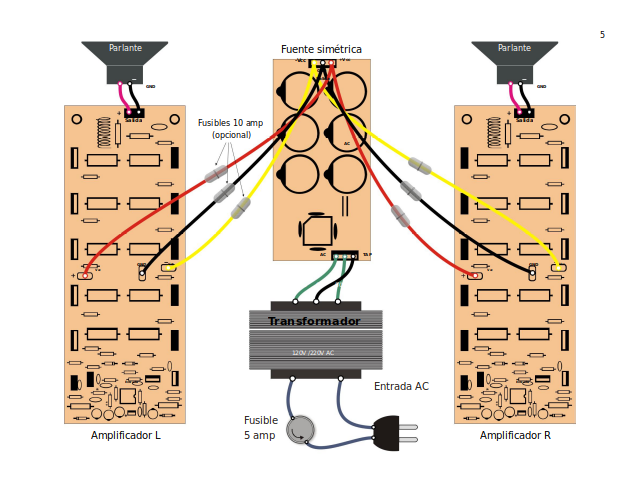 5
Parlante
Fuente simétrica
Parlante
-Vcc
+Vcc
GND
GND
+
Salida
+
Salida
Fusibles 10 amp
(opcional)
AC
AC
TAP
+
GND
+
GND
Transformador
120V /220V AC
Entrada AC
Fusible
5 amp
Amplificador L
Amplificador R